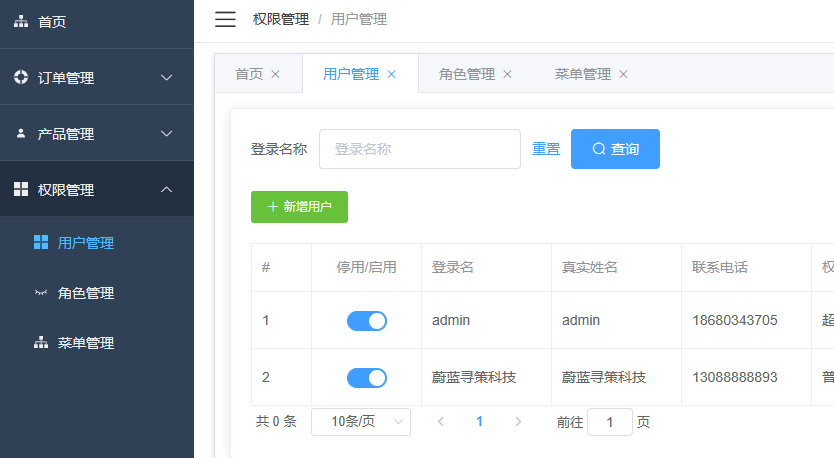 首页
订单管理
产品管理
权限管理
用户管理
角色管理
菜单管理
权限管理 / 用户管理
首页 × 用户管理 × 角色管理 × 菜单管理 ×
登录名称 登录名称 重置 查询
+ 新增用户
# 停用/启用 登录名 真实姓名 联系电话
1 admin admin 18680343705
2 蔚蓝寻策科技 蔚蓝寻策科技 13088888893
共 0 条 10条/页 < 1 > 前往 1 页